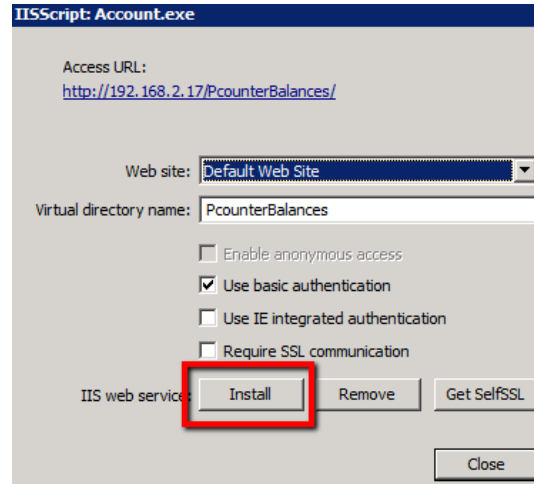 IISScript: Account.exe
Access URL:
http://192.168.2.17/PcounterBalances/
Web site: Default Web Site
Virtual directory name: PcounterBalances
Enable anonymous access
Use basic authentication
Use IE integrated authentication
Require SSL communication
IIS web service: Install Remove Get SelfSSL
Close